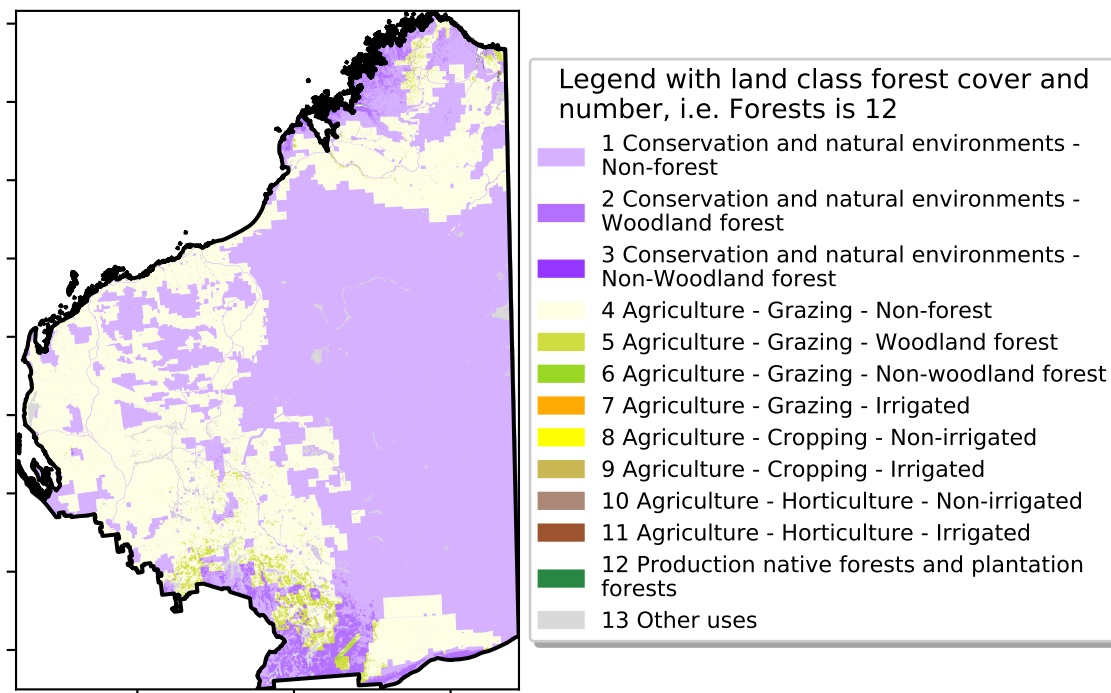 Legend with land class forest cover and
number, i.e. Forests is 12
1 Conservation and natural environments -
Non-forest
2 Conservation and natural environments -
Woodland forest
3 Conservation and natural environments -
Non-Woodland forest
4 Agriculture - Grazing - Non-forest
5 Agriculture - Grazing - Woodland forest
6 Agriculture - Grazing - Non-woodland forest
7 Agriculture - Grazing - Irrigated
8 Agriculture - Cropping - Non-irrigated
9 Agriculture - Cropping - Irrigated
10 Agriculture - Horticulture - Non-irrigated
11 Agriculture - Horticulture - Irrigated
12 Production native forests and plantation
forests
13 Other uses